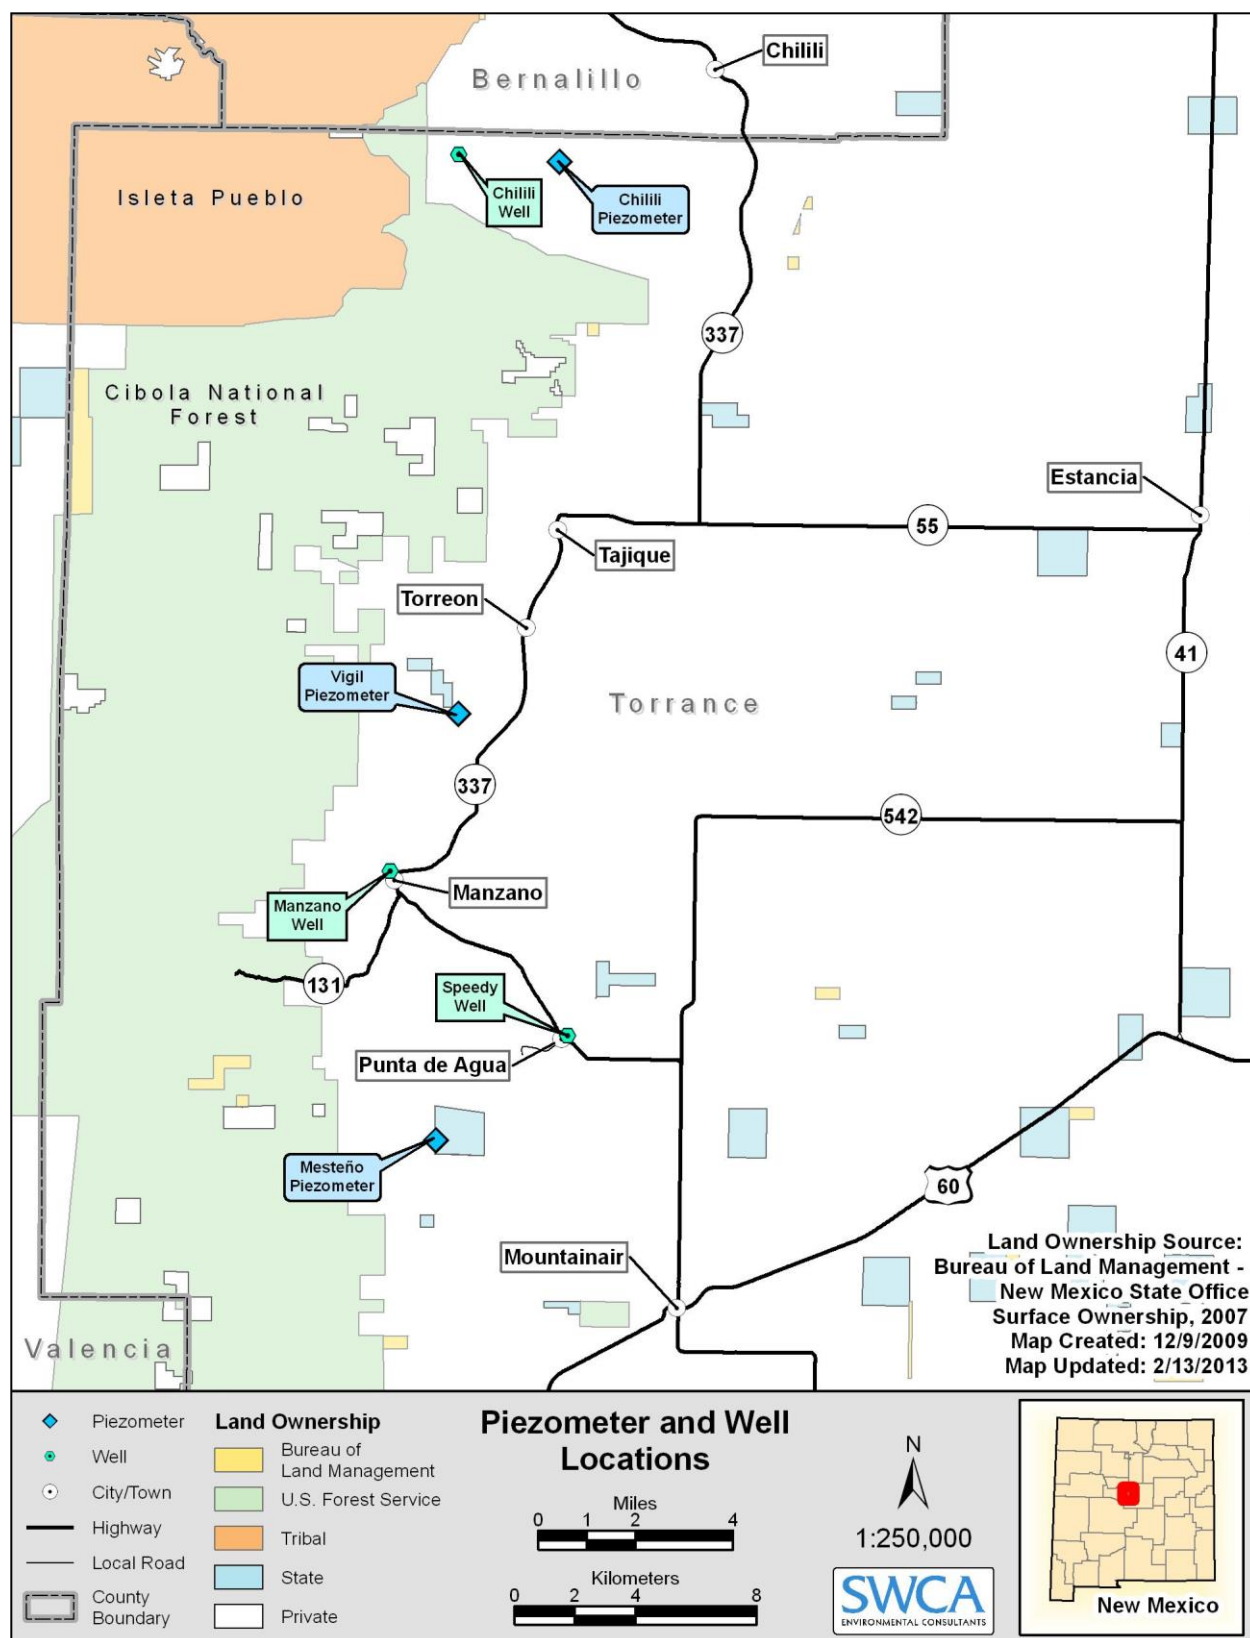 Chilili
Bernalillo
Chilili
Well
Chilili
Piezometer
Isleta Pueblo
337
Cibola National
Forest
Estancia
55
Tajique
Torreon
41
Vigil
Piezometer
Torrance
337
542
Manzano
Manzano
Well
131
Speedy
Well
Punta de Agua
Mesteño
Piezometer
60
Mountainair
Land Ownership Source:
Bureau of Land Management -
New Mexico State Office
Surface Ownership, 2007
Map Created: 12/9/2009
Map Updated: 2/13/2013
Valencia
Piezometer
Well
City/Town
Highway
Local Road
County
Boundary
Land Ownership
Bureau of
Land Management
U.S. Forest Service
Tribal
State
Private
Piezometer and Well
Locations
Miles
0 1 2 4
Kilometers
0 2 4 8
N
1:250,000
SWCA
ENVIRONMENTAL CONSULTANTS
New Mexico